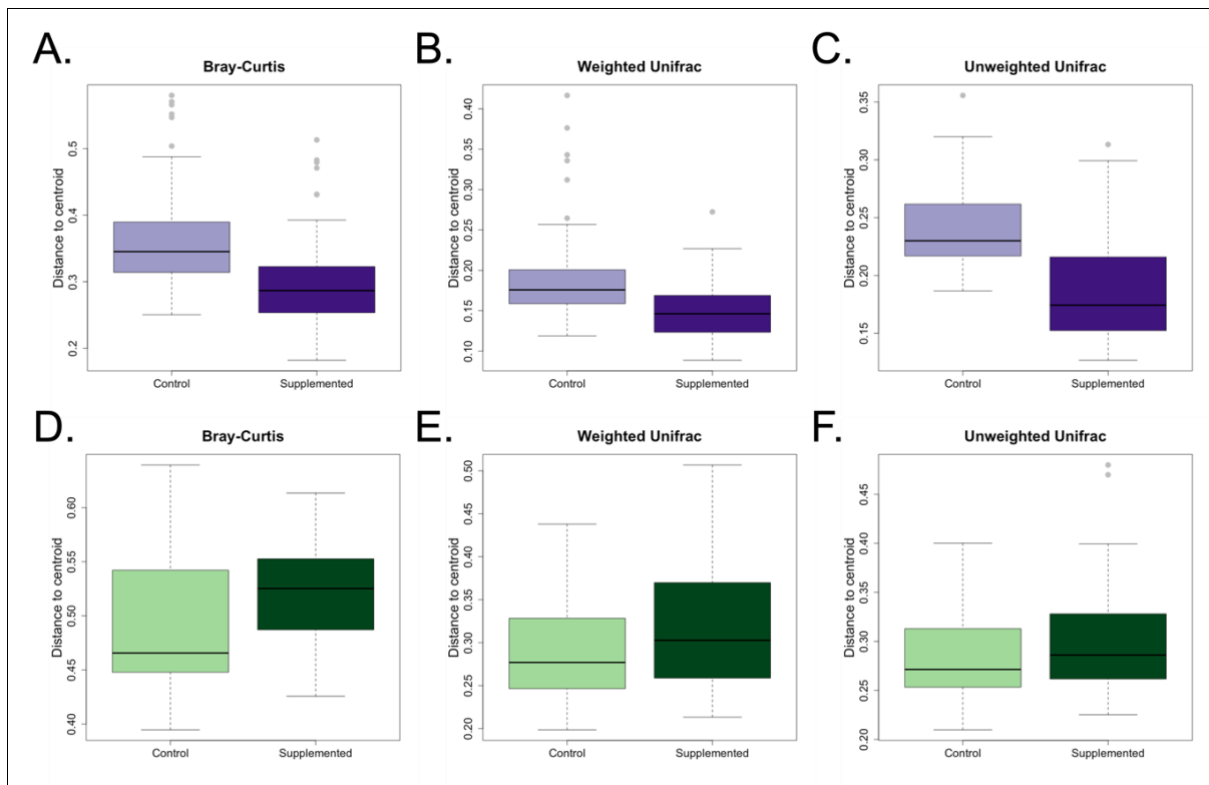 A.
Bray-Curtis
Distance to centroid
0.2 0.3 0.4 0.5
Control Supplemented
B.
Weighted Unifrac
Distance to centroid
0.10 0.15 0.20 0.25 0.30 0.35 0.40
Control Supplemented
C.
Unweighted Unifrac
Distance to centroid
0.15 0.20 0.25 0.30 0.35
Control Supplemented
D.
Bray-Curtis
Distance to centroid
0.40 0.45 0.50 0.55 0.60
Control Supplemented
E.
Weighted Unifrac
Distance to centroid
0.20 0.25 0.30 0.35 0.40 0.45 0.50
Control Supplemented
F.
Unweighted Unifrac
Distance to centroid
0.20 0.25 0.30 0.35 0.40 0.45
Control Supplemented